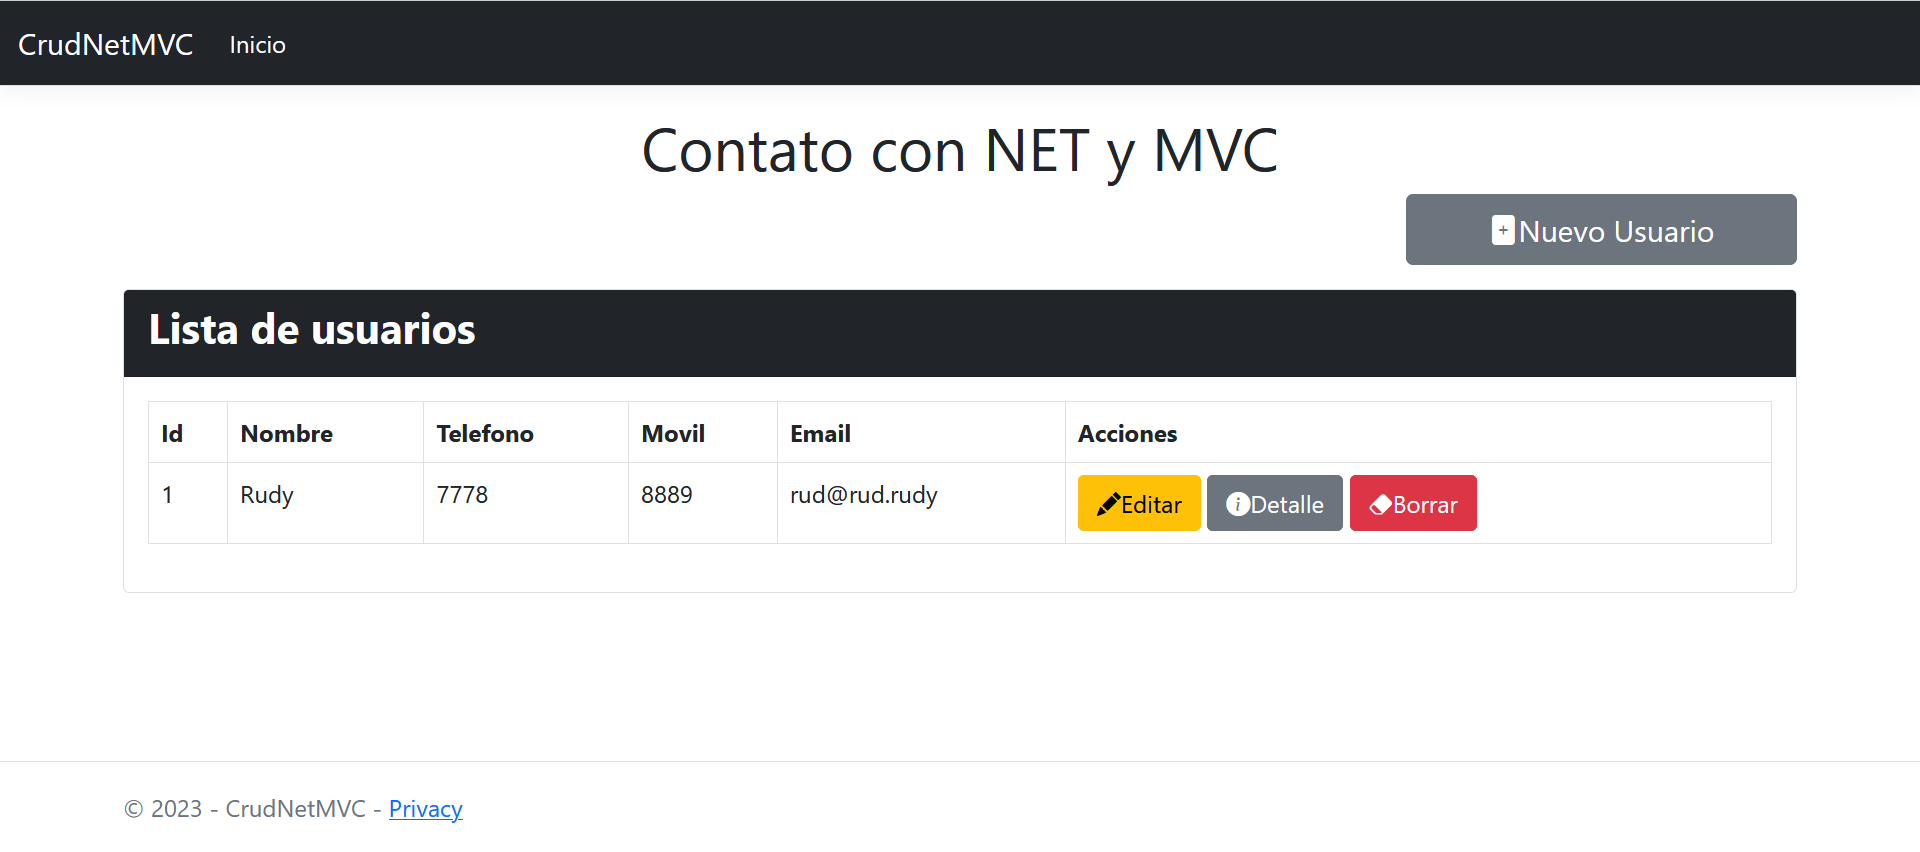 CrudNetMVC Inicio
Contato con NET y MVC
Nuevo Usuario
Lista de usuarios
Id Nombre Telefono Movil Email Acciones
1 Rudy 7778 8889 rud@rud.rudy Editar Detalle Borrar
© 2023 - CrudNetMVC - Privacy